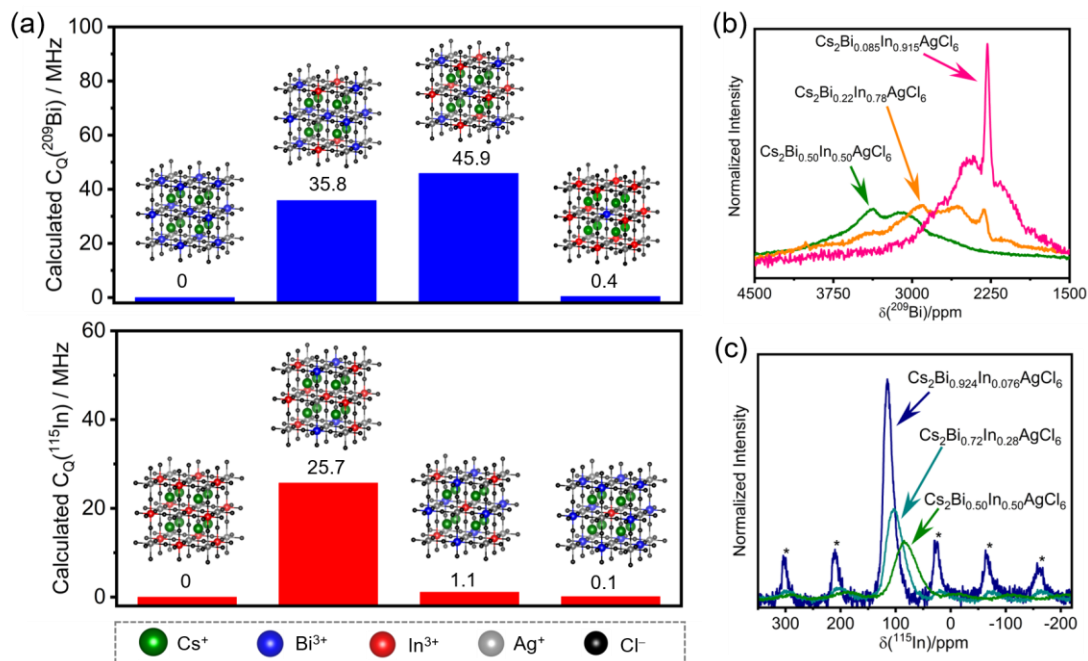 (a)
Calculated C_Q(²⁰⁹Bi) / MHz
100
80
60
40
20
0
0
35.8
45.9
0.4
Calculated C_Q(¹¹⁵In) / MHz
60
40
20
0
0
25.7
1.1
0.1
Cs⁺ Bi³⁺ In³⁺ Ag⁺ Cl⁻
(b)
Normalized Intensity
Cs₂Bi₀.₀₈₅In₀.₉₁₅AgCl₆
Cs₂Bi₀.₂₂In₀.₇₈AgCl₆
Cs₂Bi₀.₅₀In₀.₅₀AgCl₆
4500 3750 3000 2250 1500
δ(²⁰⁹Bi)/ppm
(c)
Normalized Intensity
Cs₂Bi₀.₉₂₄In₀.₀₇₆AgCl₆
Cs₂Bi₀.₇₂In₀.₂₈AgCl₆
Cs₂Bi₀.₅₀In₀.₅₀AgCl₆
* * * * *
300 200 100 0 -100 -200
δ(¹¹⁵In)/ppm